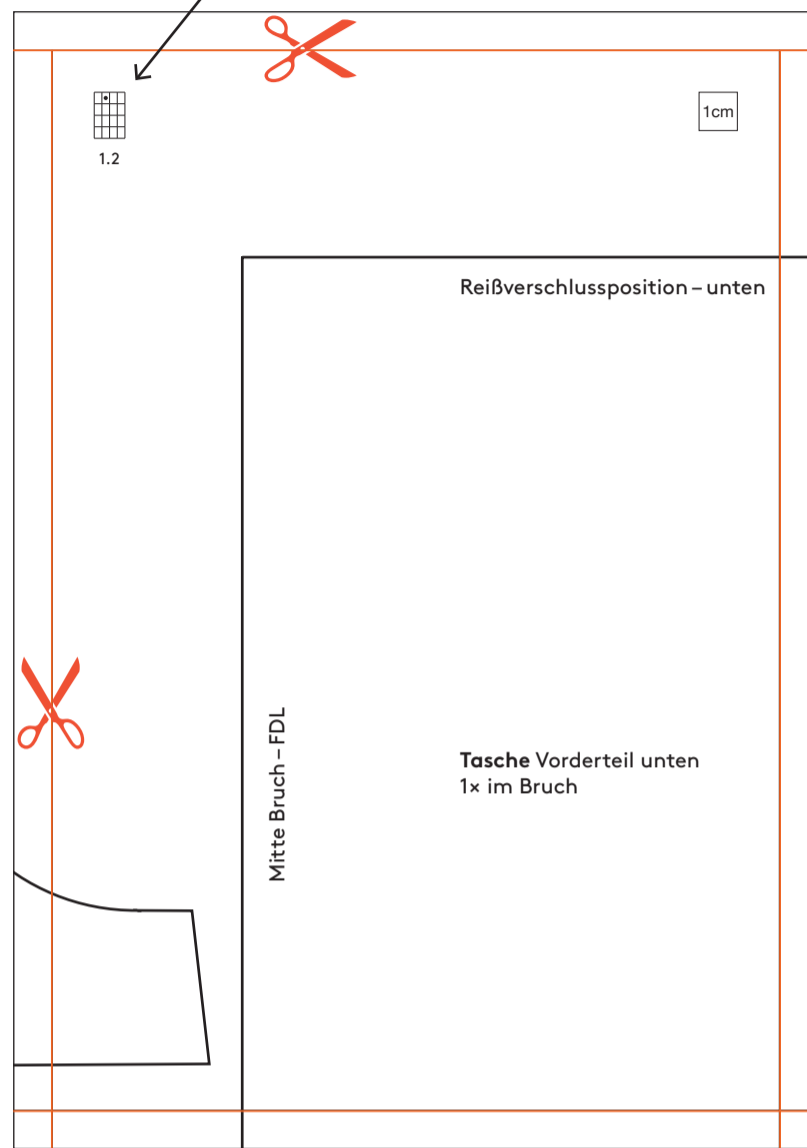 1.2
1cm
Reißverschlussposition – unten
Mitte Bruch – FDL
Tasche Vorderteil unten
1× im Bruch